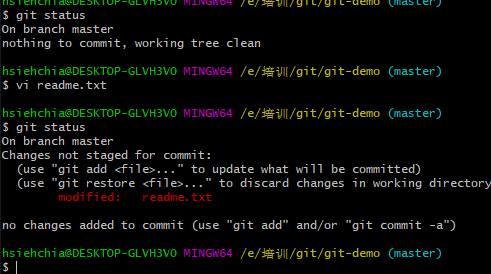 $ git status
On branch master
nothing to commit, working tree clean
hsiehchia@DESKTOP-GLVH3V0 MINGW64 /e/培训/git/git-demo (master)
$ vi readme.txt
hsiehchia@DESKTOP-GLVH3V0 MINGW64 /e/培训/git/git-demo (master)
$ git status
On branch master
Changes not staged for commit:
  (use "git add <file>..." to update what will be committed)
  (use "git restore <file>..." to discard changes in working directory
        modified:   readme.txt
no changes added to commit (use "git add" and/or "git commit -a")
hsiehchia@DESKTOP-GLVH3V0 MINGW64 /e/培训/git/git-demo (master)
$